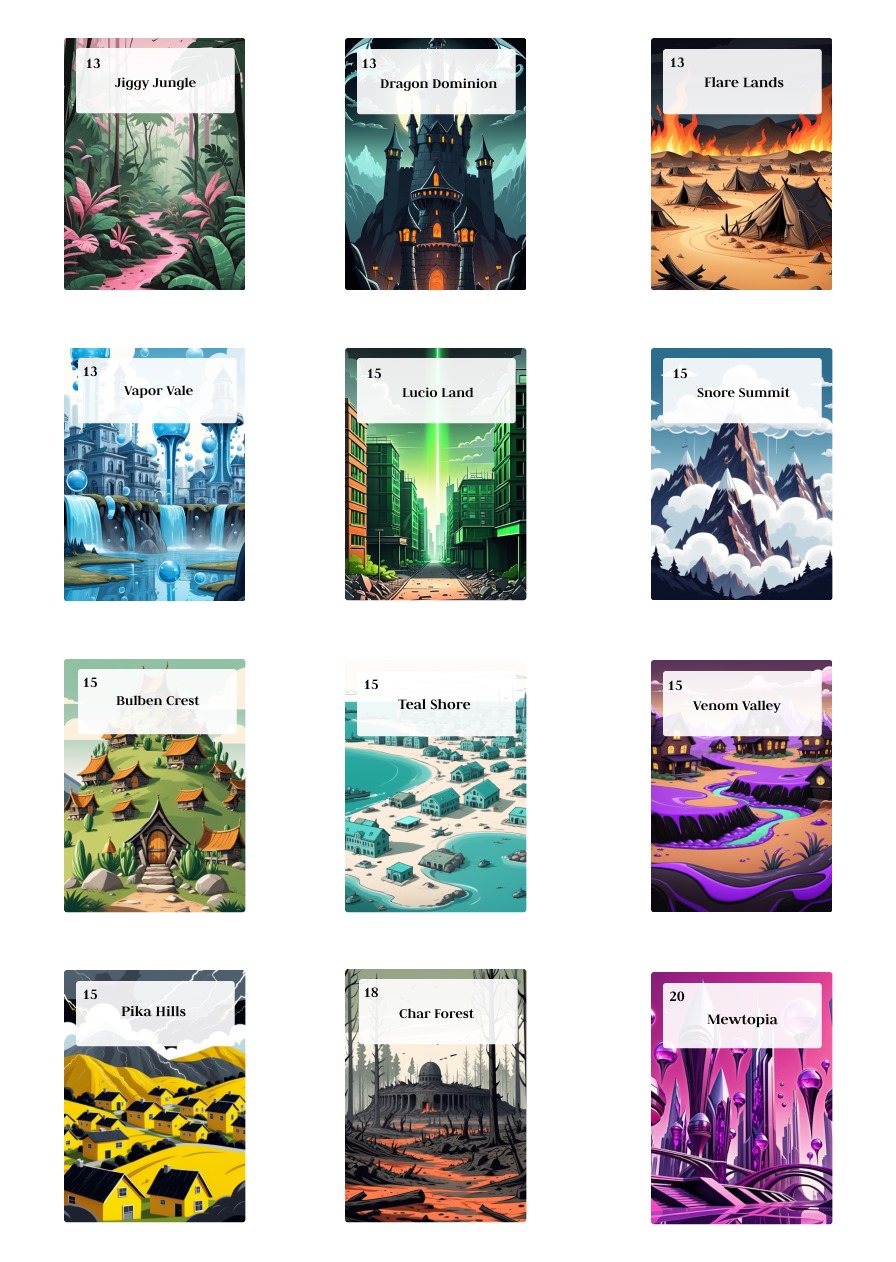 13
Jiggy Jungle
13
Dragon Dominion
13
Flare Lands
13
Vapor Vale
15
Lucio Land
15
Snore Summit
15
Bulben Crest
15
Teal Shore
15
Venom Valley
15
Pika Hills
18
Char Forest
20
Mewtopia